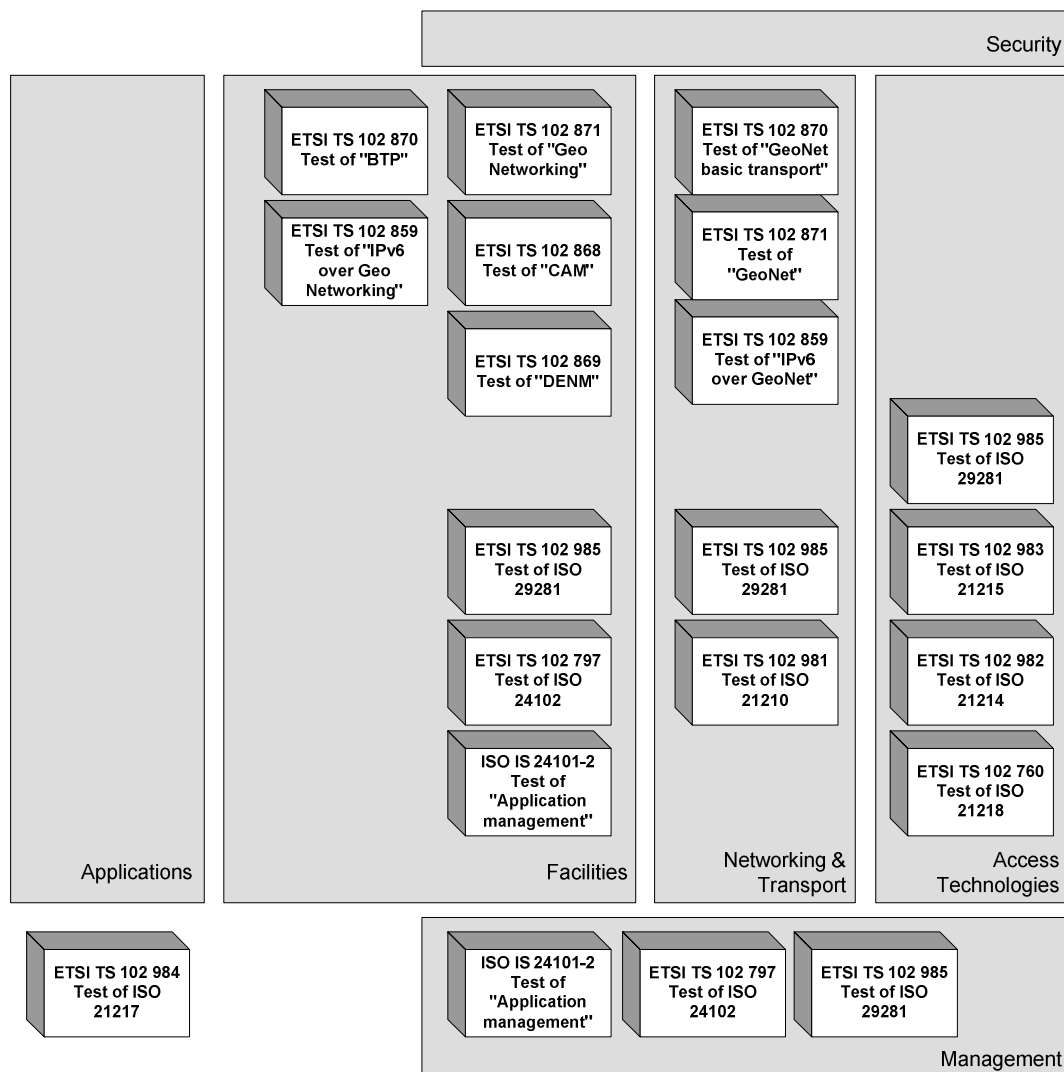 Security
ETSI TS 102 870
Test of "BTP"
ETSI TS 102 859
Test of "IPv6
over Geo
Networking"
ETSI TS 102 871
Test of "Geo
Networking"
ETSI TS 102 868
Test of "CAM"
ETSI TS 102 869
Test of "DENM"
ETSI TS 102 985
Test of ISO
29281
ETSI TS 102 797
Test of ISO
24102
ISO IS 24101-2
Test of
"Application
management"
ETSI TS 102 870
Test of "GeoNet
basic transport"
ETSI TS 102 871
Test of
"GeoNet"
ETSI TS 102 859
Test of "IPv6
over GeoNet"
ETSI TS 102 985
Test of ISO
29281
ETSI TS 102 981
Test of ISO
21210
ETSI TS 102 985
Test of ISO
29281
ETSI TS 102 983
Test of ISO
21215
ETSI TS 102 982
Test of ISO
21214
ETSI TS 102 760
Test of ISO
21218
Applications
Facilities
Networking &
Transport
Access
Technologies
ETSI TS 102 984
Test of ISO
21217
ISO IS 24101-2
Test of
"Application
management"
ETSI TS 102 797
Test of ISO
24102
ETSI TS 102 985
Test of ISO
29281
Management